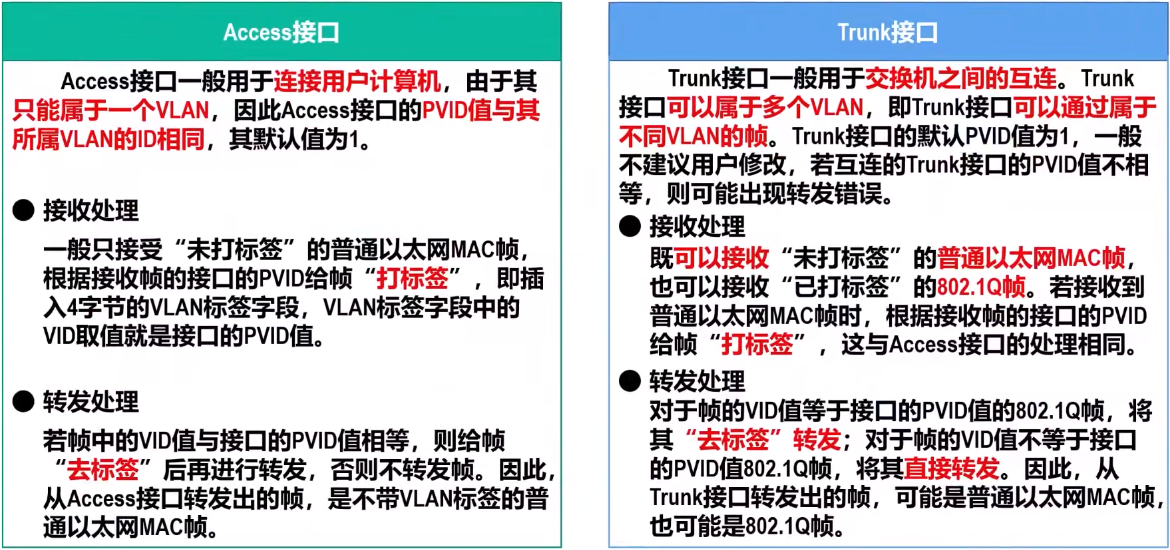 Access接口
Access接口一般用于连接用户计算机，由于其
只能属于一个VLAN，因此Access接口的PVID值与其
所属VLAN的ID相同，其默认值为1。
● 接收处理
一般只接受“未打标签”的普通以太网MAC帧，
根据接收帧的接口的PVID给帧“打标签”，即插
入4字节的VLAN标签字段，VLAN标签字段中的
VID取值就是接口的PVID值。
● 转发处理
若帧中的VID值与接口的PVID值相等，则给帧
“去标签”后再进行转发，否则不转发帧。因此，
从Access接口转发出的帧，是不带VLAN标签的普
通以太网MAC帧。
Trunk接口
Trunk接口一般用于交换机之间的互连。Trunk
接口可以属于多个VLAN，即Trunk接口可以通过属于
不同VLAN的帧。Trunk接口的默认PVID值为1，一般
不建议用户修改，若互连的Trunk接口的PVID值不相
等，则可能出现转发错误。
● 接收处理
既可以接收“未打标签”的普通以太网MAC帧，
也可以接收“已打标签”的802.1Q帧。若接收到
普通以太网MAC帧时，根据接收帧的接口的PVID
给帧“打标签”，这与Access接口的处理相同。
● 转发处理
对于帧的VID值等于接口的PVID值的802.1Q帧，将
其“去标签”转发；对于帧的VID值不等于接口
的PVID值802.1Q帧，将其直接转发。因此，从
Trunk接口转发出的帧，可能是普通以太网MAC帧，
也可能是802.1Q帧。